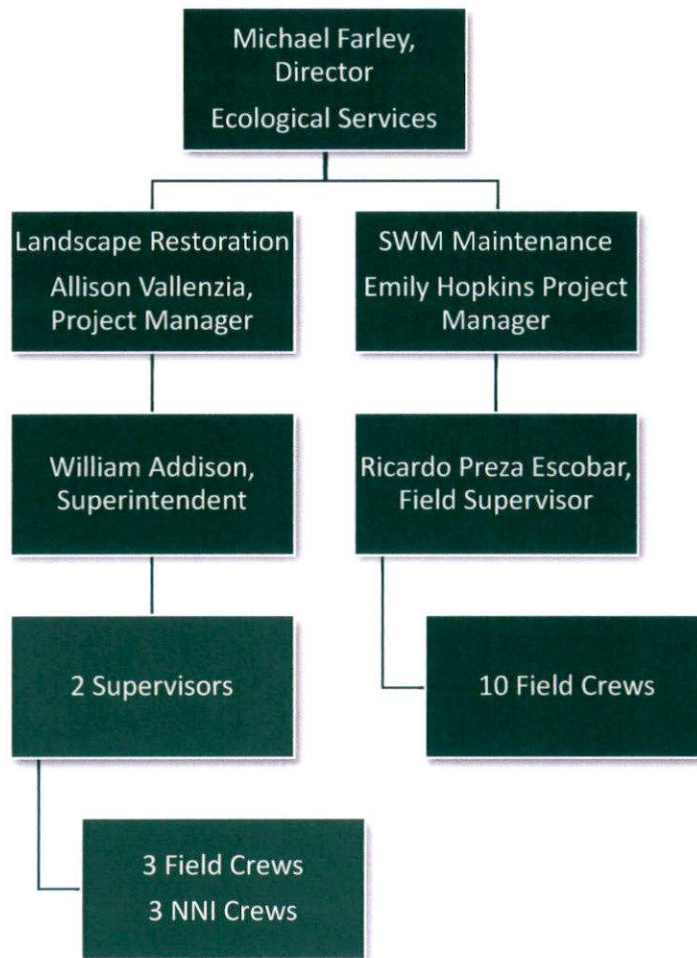 Michael Farley,
Director
Ecological Services
Landscape Restoration
Allison Vallenzia,
Project Manager
SWM Maintenance
Emily Hopkins Project
Manager
William Addison,
Superintendent
Ricardo Preza Escobar,
Field Supervisor
2 Supervisors
10 Field Crews
3 Field Crews
3 NNI Crews